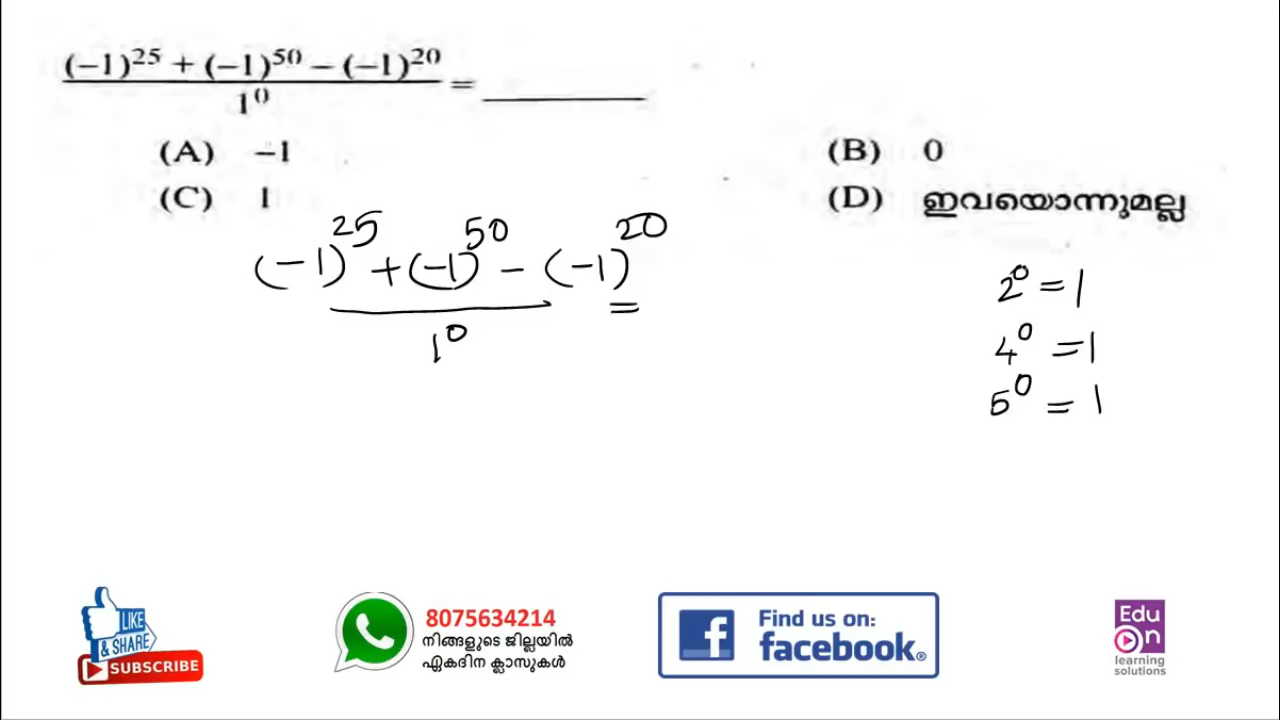 (−1)²⁵ + (−1)⁵⁰ − (−1)²⁰
1⁰
= ________
(A) −1
(B) 0
(C) 1
(D) ഇവയൊന്നുമല്ല
(−1)²⁵ + (−1)⁵⁰ − (−1)²⁰
=
1⁰
2⁰ = 1
4⁰ = 1
5⁰ = 1
LIKE
& SHARE
SUBSCRIBE
8075634214
നിങ്ങളുടെ ജില്ലയിൽ
ഏകദിന ക്ലാസുകൾ
f
Find us on:
facebook®
Edu
On
learning
solutions